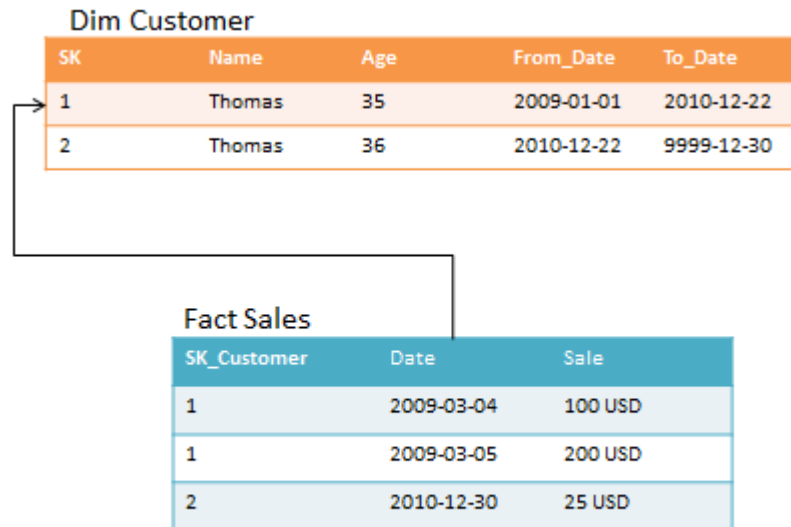 Dim Customer
SK Name Age From_Date To_Date
1 Thomas 35 2009-01-01 2010-12-22
2 Thomas 36 2010-12-22 9999-12-30
Fact Sales
SK_Customer Date Sale
1 2009-03-04 100 USD
1 2009-03-05 200 USD
2 2010-12-30 25 USD